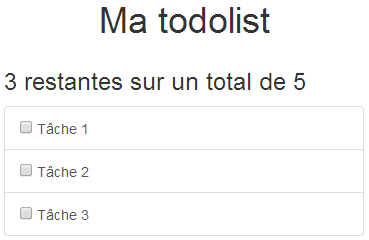 Ma todolist
3 restantes sur un total de 5
Tâche 1
Tâche 2
Tâche 3